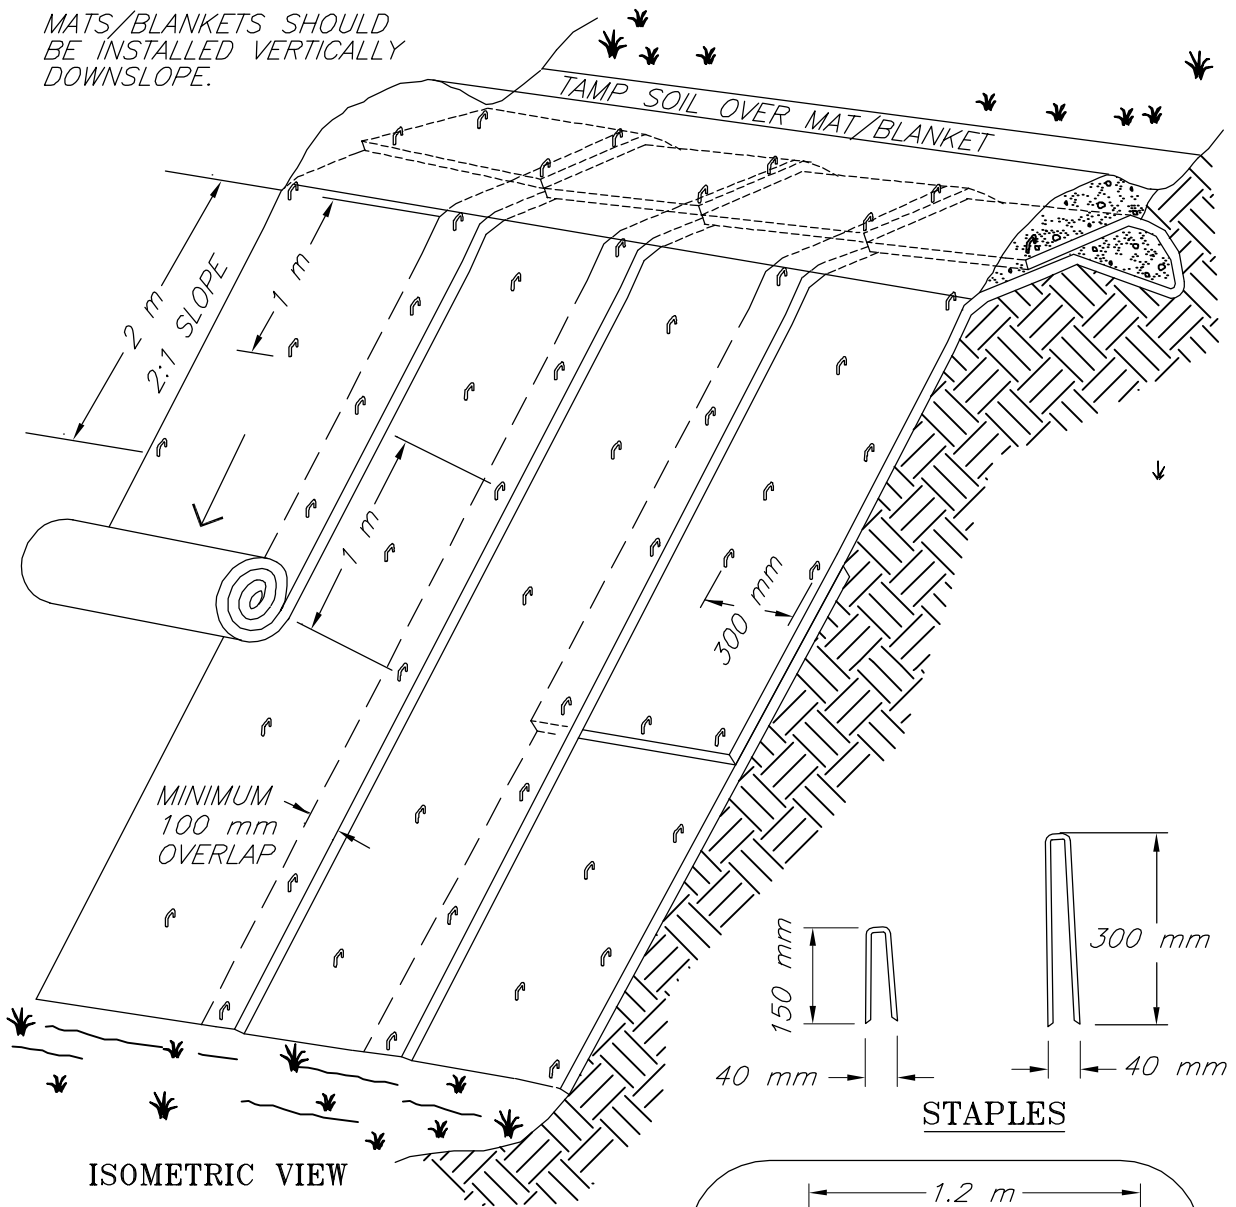 MATS/BLANKETS SHOULD
BE INSTALLED VERTICALLY
DOWNSLOPE.
TAMP SOIL OVER MAT/BLANKET
2 m
2:1 SLOPE
1 m
1 m
300 mm
MINIMUM
100 mm
OVERLAP
150 mm
40 mm
300 mm
40 mm
STAPLES
ISOMETRIC VIEW
1.2 m